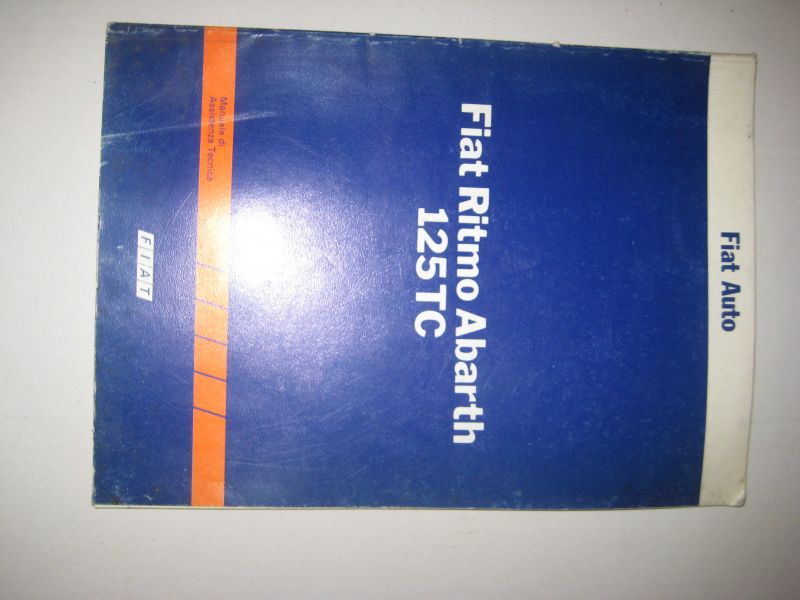 Fiat Auto
Fiat Ritmo Abarth
125TC
Manuale di
Assistenza Tecnica
FIAT